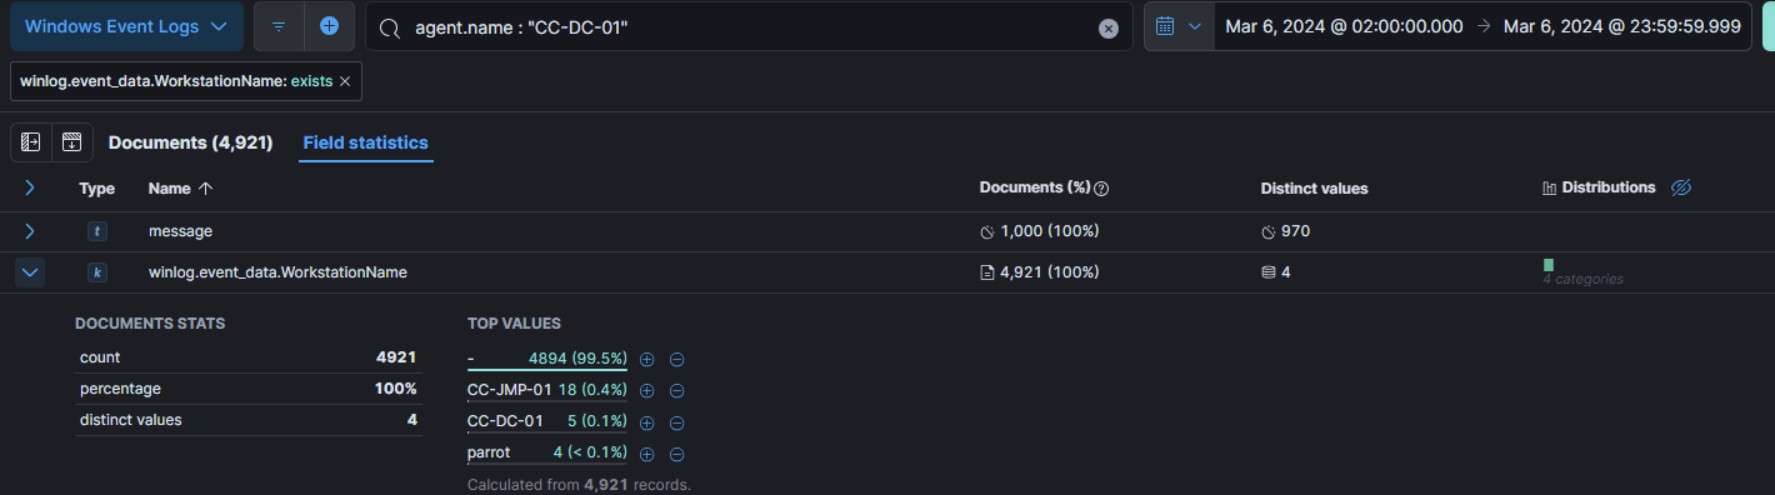 Windows Event Logs agent.name : "CC-DC-01" Mar 6, 2024 @ 02:00:00.000 → Mar 6, 2024 @ 23:59:59.999
winlog.event_data.WorkstationName: exists ×
Documents (4,921) Field statistics
Type Name ↑ Documents (%) Distinct values Distributions
t message 1,000 (100%) 970
k winlog.event_data.WorkstationName 4,921 (100%) 4
4 categories
DOCUMENTS STATS TOP VALUES
count 4921 - 4894 (99.5%)
percentage 100% CC-JMP-01 18 (0.4%)
distinct values 4 CC-DC-01 5 (0.1%)
parrot 4 (< 0.1%)
Calculated from 4,921 records.